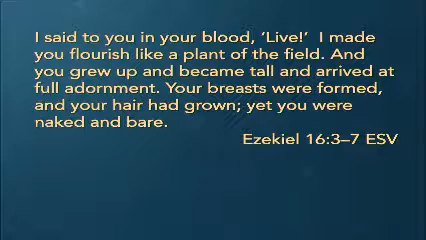 I said to you in your blood, ‘Live!’ I made
you flourish like a plant of the field. And
you grew up and became tall and arrived at
full adornment. Your breasts were formed,
and your hair had grown; yet you were
naked and bare.
Ezekiel 16:3–7 ESV